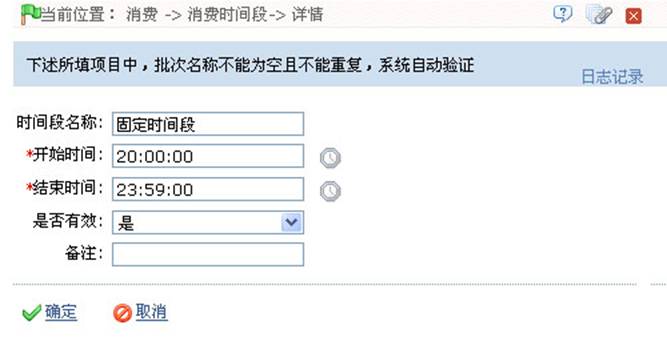 当前位置： 消费 -> 消费时间段-> 详情
下述所填项目中，批次名称不能为空且不能重复，系统自动验证
日志记录
时间段名称: 固定时间段
*开始时间: 20:00:00
*结束时间: 23:59:00
是否有效: 是
备注:
确定 取消